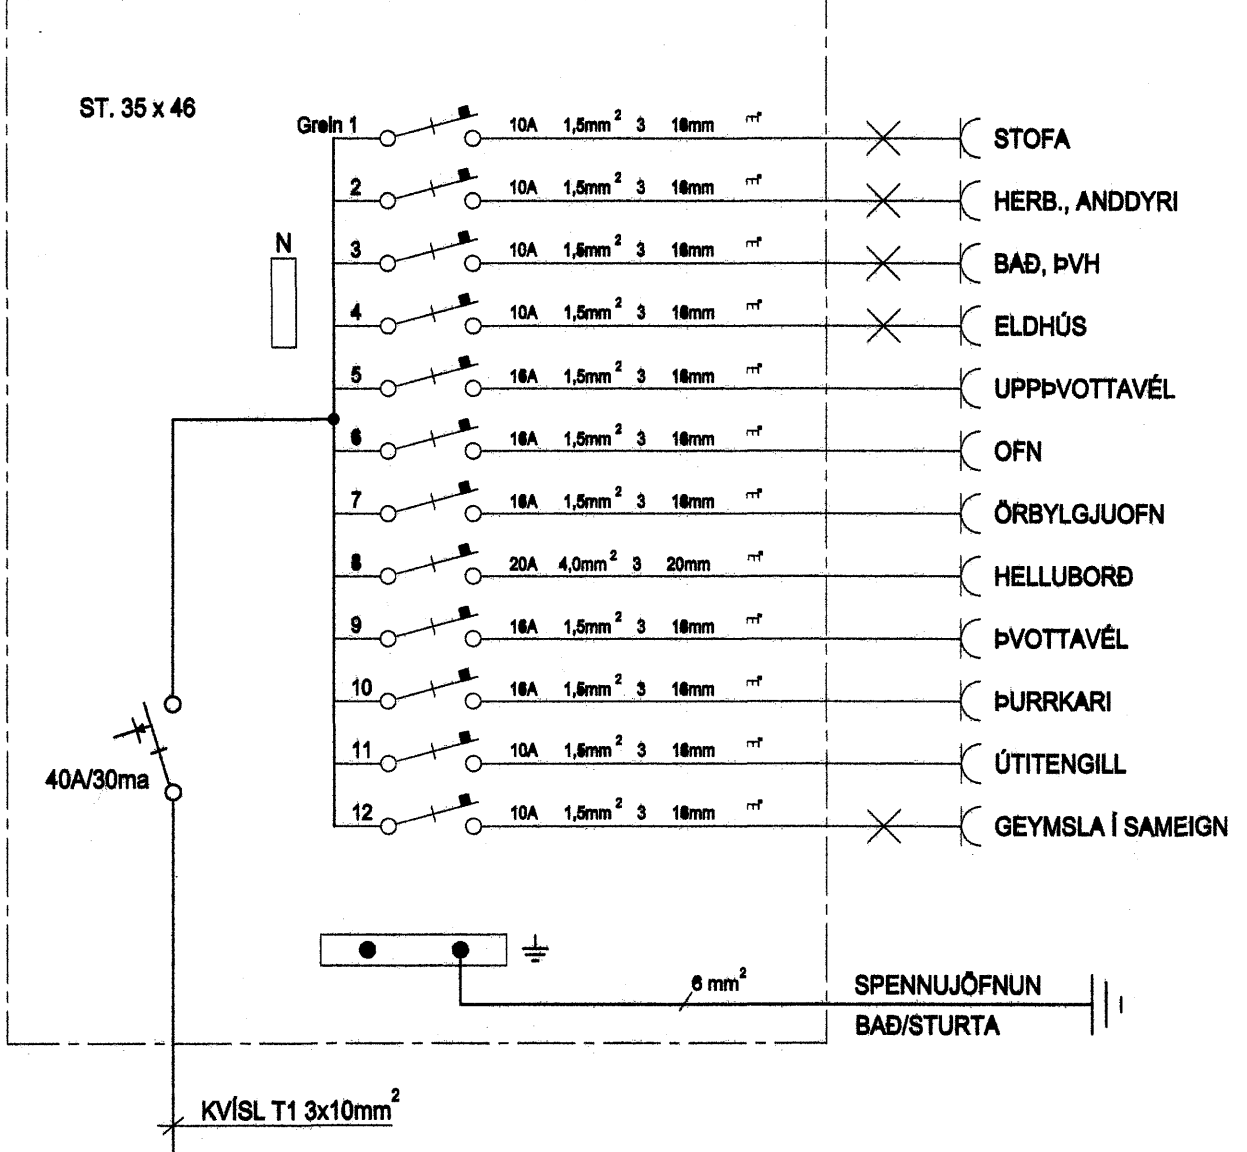 ST. 35 x 46
Grein 1 10A 1,5mm² 3 16mm STOFA
2 10A 1,5mm² 3 16mm HERB., ANDDYRI
N
3 10A 1,5mm² 3 16mm BAÐ, ÞVH
4 10A 1,5mm² 3 16mm ELDHÚS
5 16A 1,5mm² 3 16mm UPPÞVOTTAVÉL
6 16A 1,5mm² 3 16mm OFN
7 16A 1,5mm² 3 16mm ÖRBYLGJUOFN
8 20A 4,0mm² 3 20mm HELLUBORÐ
9 16A 1,5mm² 3 16mm ÞVOTTAVÉL
10 16A 1,5mm² 3 16mm ÞURRKARI
11 10A 1,5mm² 3 16mm ÚTITENGILL
40A/30ma
12 10A 1,5mm² 3 16mm GEYMSLA Í SAMEIGN
6 mm² SPENNUJÖFNUN
BAÐ/STURTA
KVÍSL T1 3x10mm²